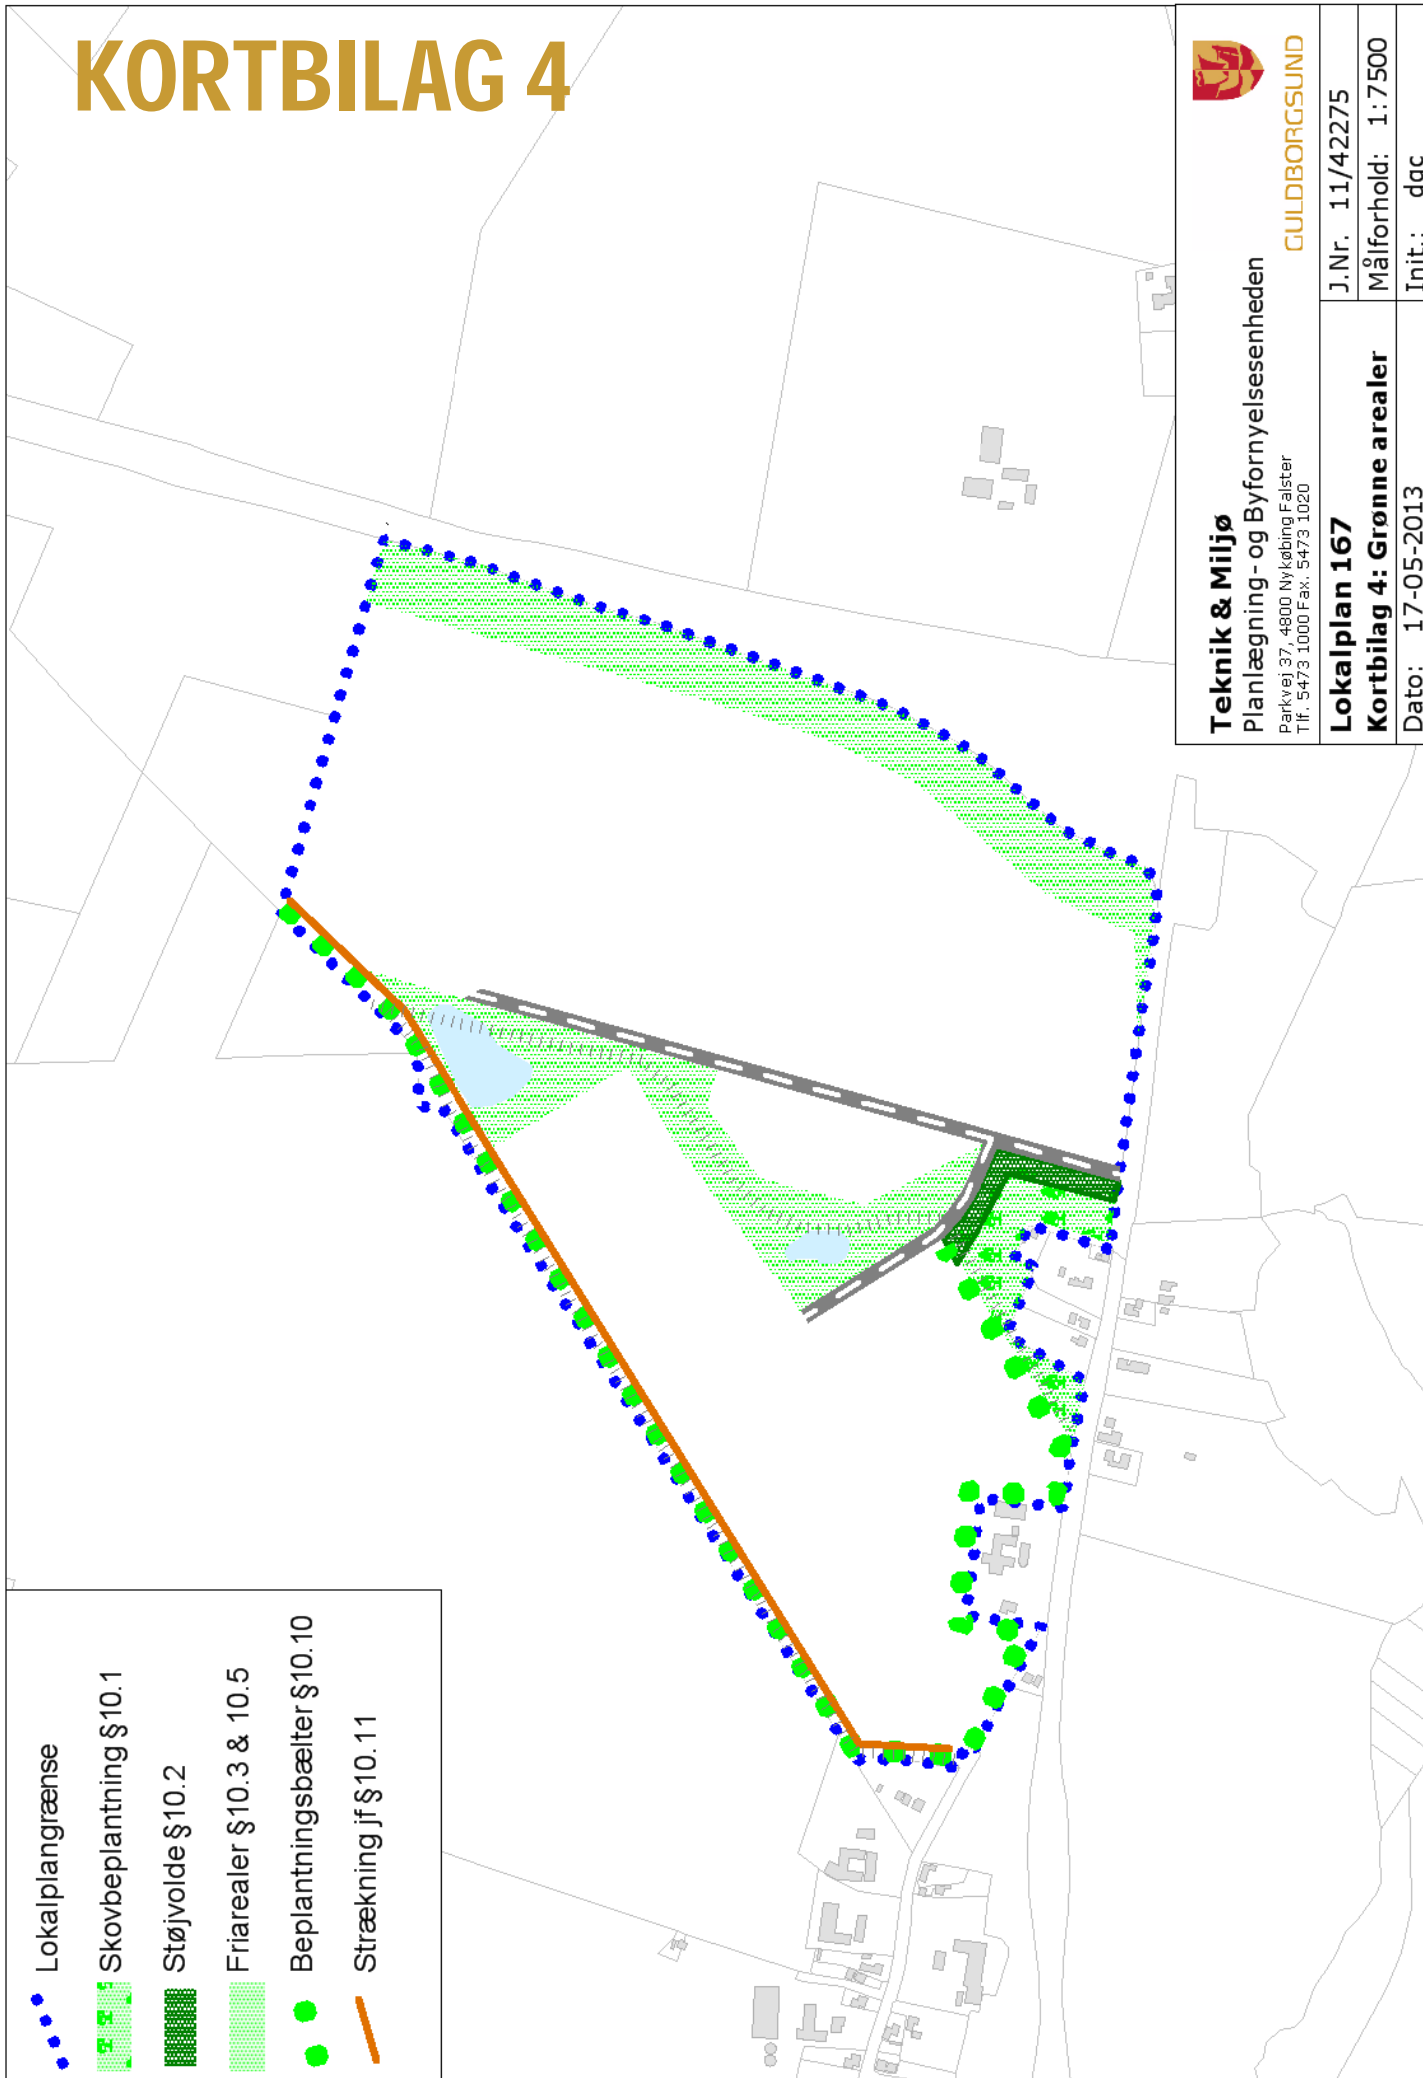 KORTBILAG 4
Lokalplangrænse
Skovbeplantning §10.1
Støjvolde §10.2
Friarealer §10.3 & 10.5
Beplantningsbælter §10.10
Strækning jf §10.11
Teknik & Miljø
Planlægning- og Byfornyelsesenheden
Parkvej 37, 4800 Nykøbing Falster
Tlf. 5473 1000 Fax. 5473 1020
GULDBORGSUND
Lokalplan 167
J.Nr. 11/42275
Kortbilag 4: Grønne arealer
Målforhold: 1:7500
Dato: 17-05-2013
Init.: dgc